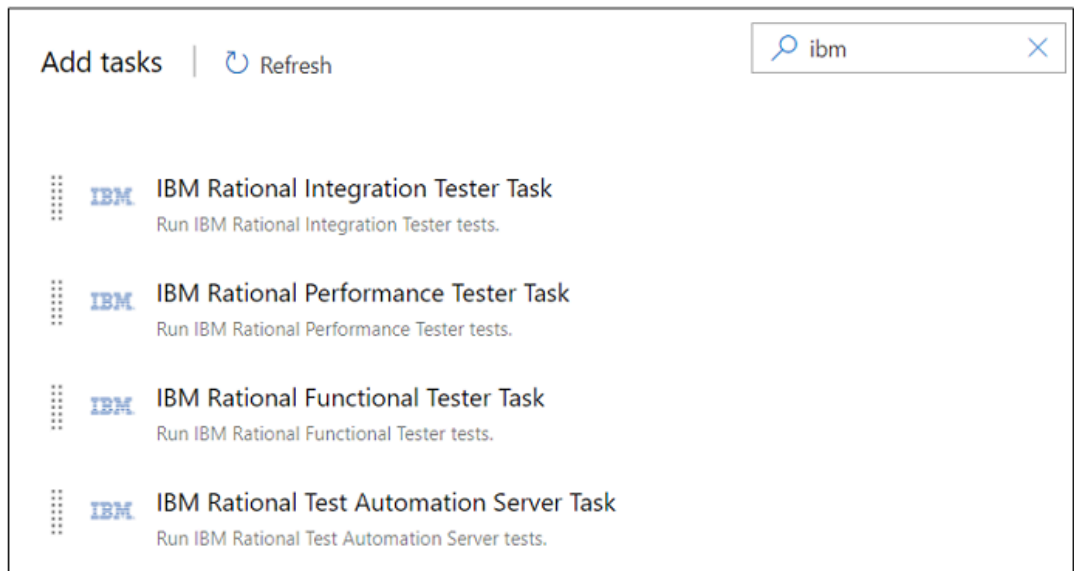 Add tasks
Refresh
ibm
IBM
IBM Rational Integration Tester Task
Run IBM Rational Integration Tester tests.
IBM
IBM Rational Performance Tester Task
Run IBM Rational Performance Tester tests.
IBM
IBM Rational Functional Tester Task
Run IBM Rational Functional Tester tests.
IBM
IBM Rational Test Automation Server Task
Run IBM Rational Test Automation Server tests.